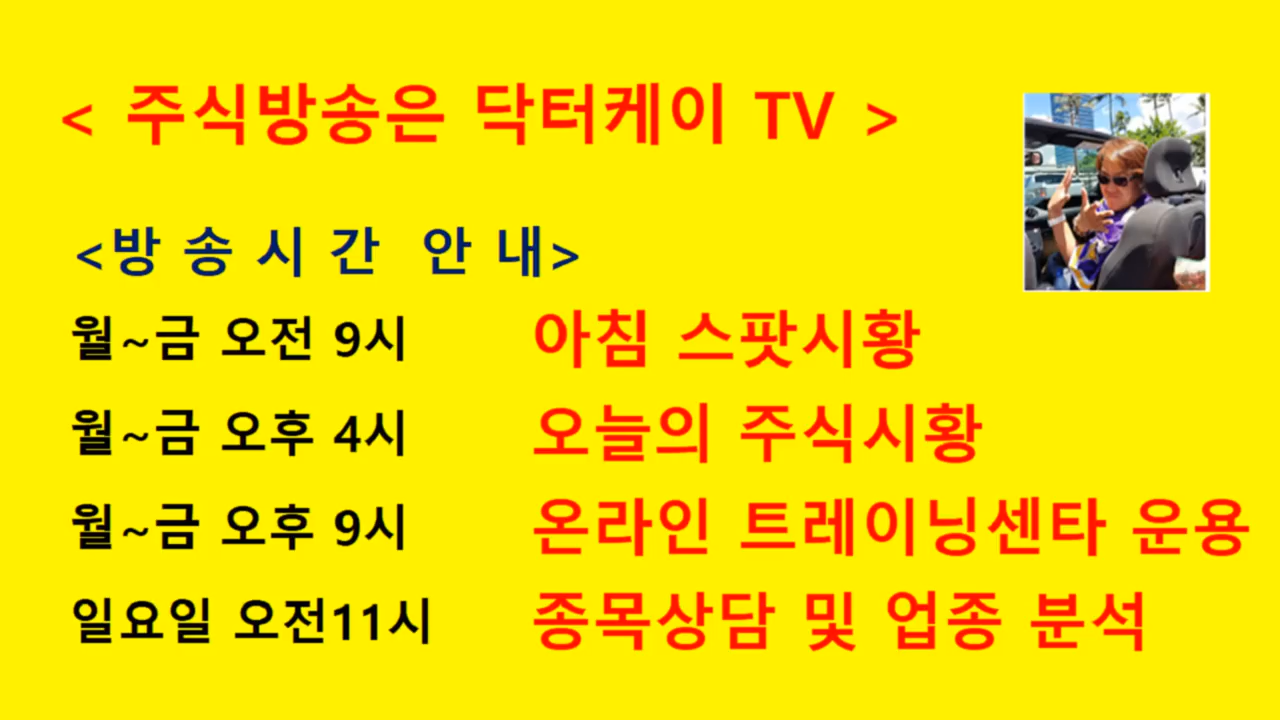 < 주식방송은 닥터케이 TV >
<방 송 시 간 안 내>
월~금 오전 9시 아침 스팟시황
월~금 오후 4시 오늘의 주식시황
월~금 오후 9시 온라인 트레이닝센타 운용
일요일 오전11시 종목상담 및 업종 분석